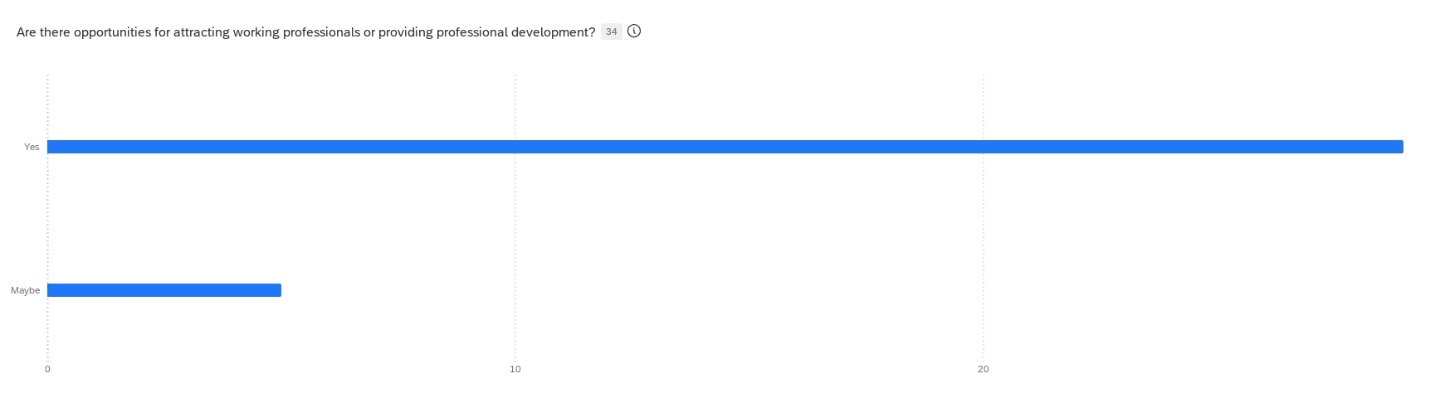 Are there opportunities for attracting working professionals or providing professional development? 34
Yes
Maybe
0 10 20